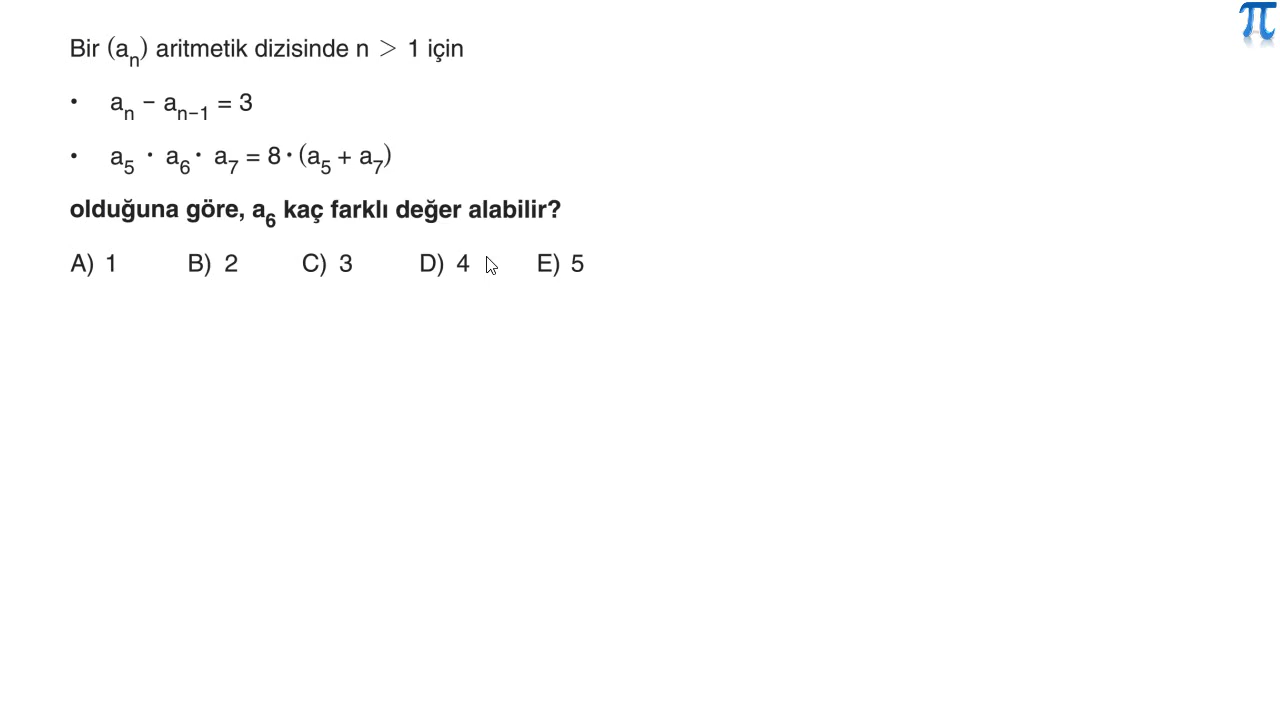 π
Bir (aₙ) aritmetik dizisinde n > 1 için
• aₙ − aₙ₋₁ = 3
• a₅ · a₆ · a₇ = 8 · (a₅ + a₇)
olduğuna göre, a₆ kaç farklı değer alabilir?
A) 1 B) 2 C) 3 D) 4 E) 5